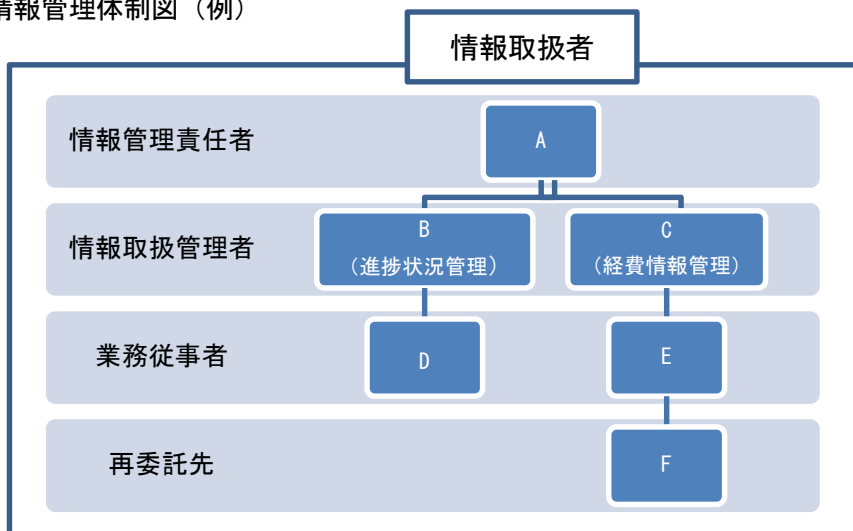 情報管理体制図（例）
情報取扱者
情報管理責任者
A
情報取扱管理者
B
（進捗状況管理）
C
（経費情報管理）
業務従事者
D
E
再委託先
F